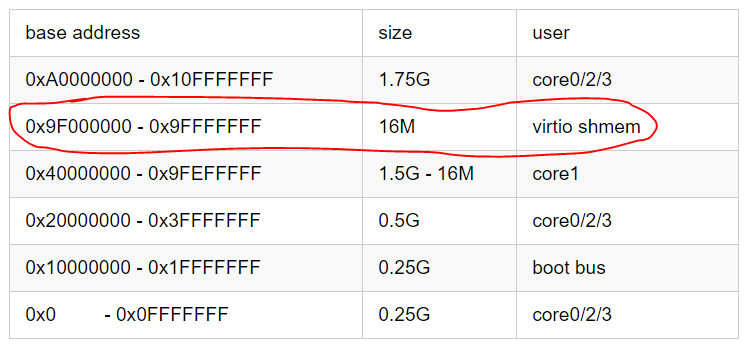 base address size user
0xA0000000 - 0x10FFFFFFF 1.75G core0/2/3
0x9F000000 - 0x9FFFFFFF 16M virtio shmem
0x40000000 - 0x9FEFFFFF 1.5G - 16M core1
0x20000000 - 0x3FFFFFFF 0.5G core0/2/3
0x10000000 - 0x1FFFFFFF 0.25G boot bus
0x0 - 0x0FFFFFFF 0.25G core0/2/3